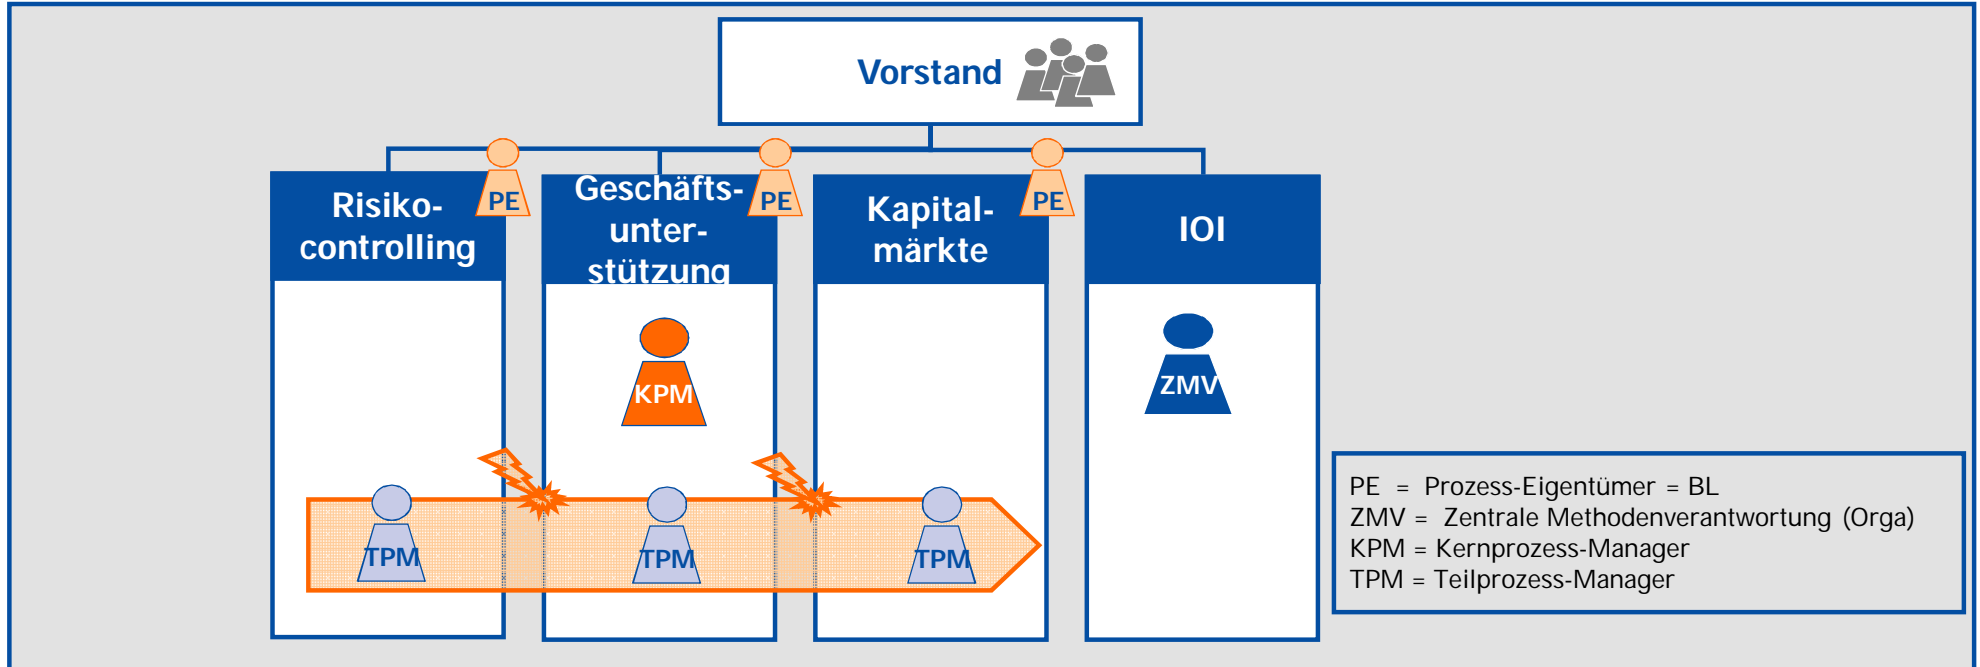 Vorstand
Risiko-
controlling
PE
Geschäfts-
unter-
stützung
PE
Kapital-
märkte
PE
IOI
KPM
ZMV
TPM
TPM
TPM
PE = Prozess-Eigentümer = BL
ZMV = Zentrale Methodenverantwortung (Orga)
KPM = Kernprozess-Manager
TPM = Teilprozess-Manager